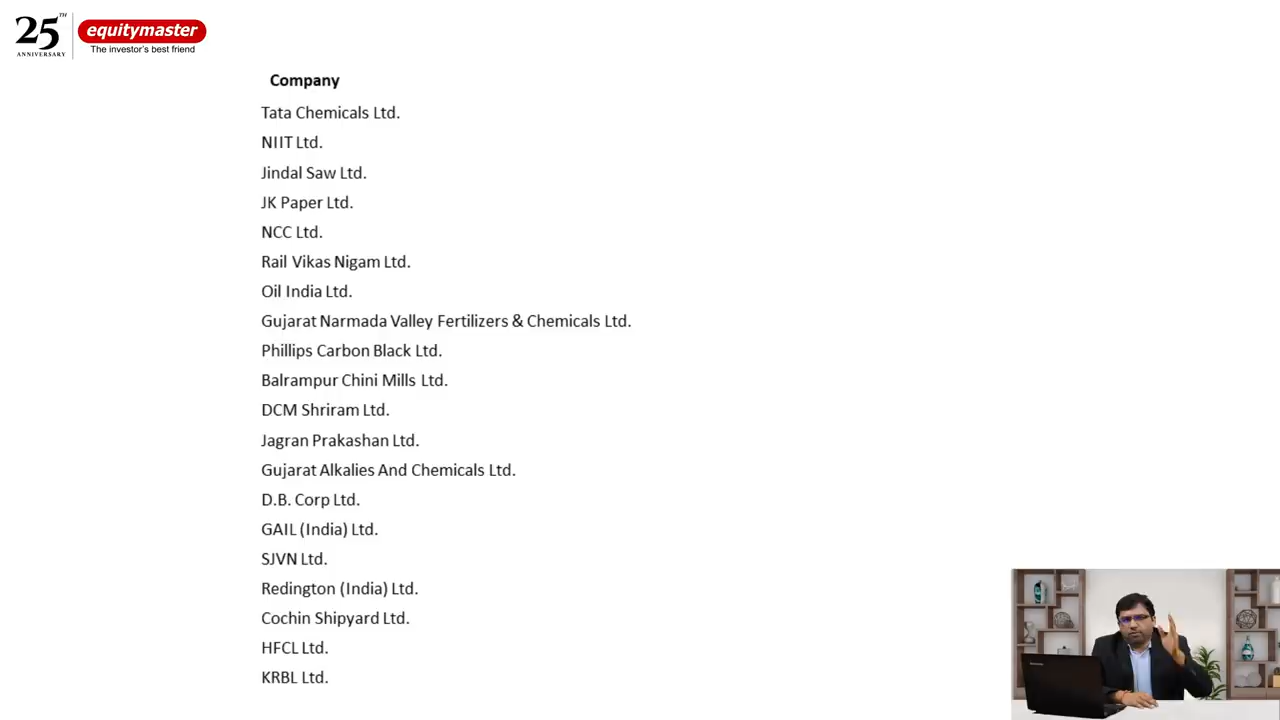 25TH
ANNIVERSARY
equitymaster
The investor's best friend
Company
Tata Chemicals Ltd.
NIIT Ltd.
Jindal Saw Ltd.
JK Paper Ltd.
NCC Ltd.
Rail Vikas Nigam Ltd.
Oil India Ltd.
Gujarat Narmada Valley Fertilizers & Chemicals Ltd.
Phillips Carbon Black Ltd.
Balrampur Chini Mills Ltd.
DCM Shriram Ltd.
Jagran Prakashan Ltd.
Gujarat Alkalies And Chemicals Ltd.
D.B. Corp Ltd.
GAIL (India) Ltd.
SJVN Ltd.
Redington (India) Ltd.
Cochin Shipyard Ltd.
HFCL Ltd.
KRBL Ltd.